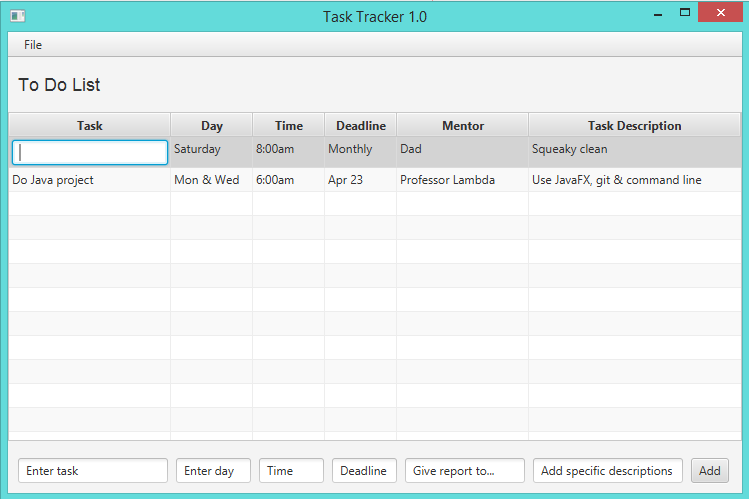 Task Tracker 1.0
File
To Do List
Task Day Time Deadline Mentor Task Description
Saturday 8:00am Monthly Dad Squeaky clean
Do Java project Mon & Wed 6:00am Apr 23 Professor Lambda Use JavaFX, git & command line
Enter task Enter day Time Deadline Give report to... Add specific descriptions Add